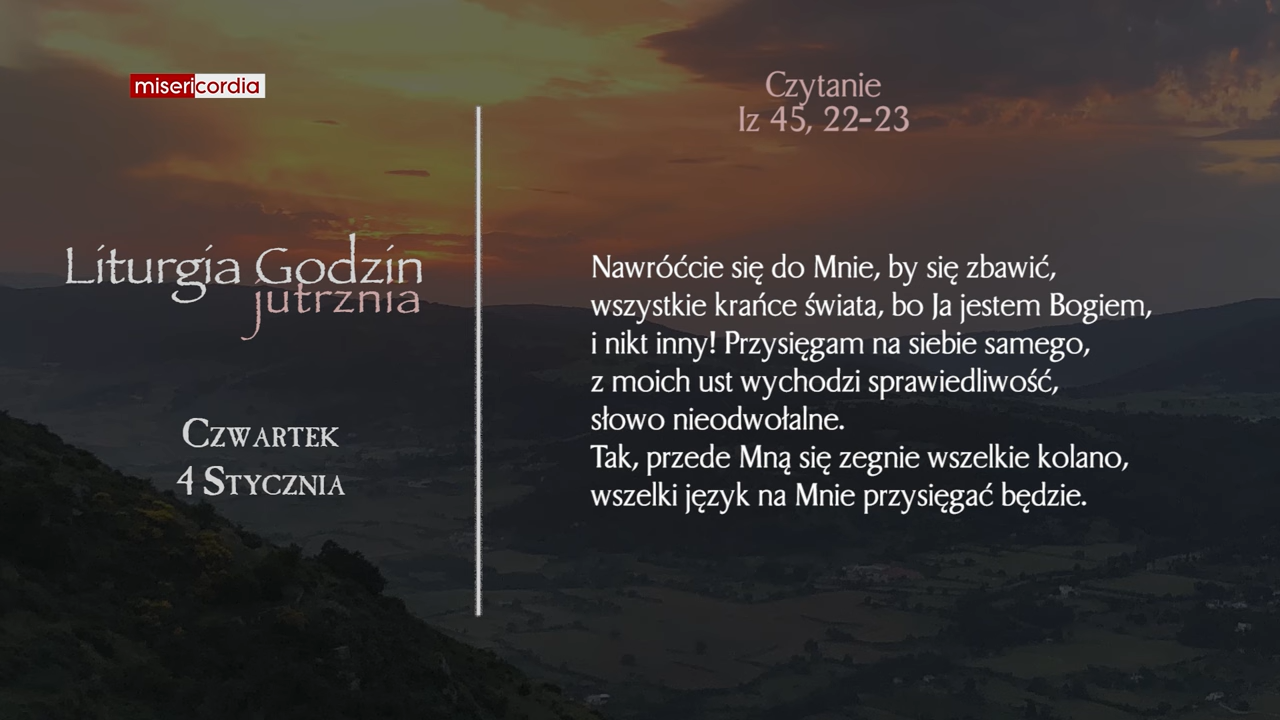 misericordia
Liturgia Godzin
jutrznia
Czwartek
4 Stycznia
Czytanie
Iz 45, 22-23
Nawróćcie się do Mnie, by się zbawić,
wszystkie krańce świata, bo Ja jestem Bogiem,
i nikt inny! Przysięgam na siebie samego,
z moich ust wychodzi sprawiedliwość,
słowo nieodwołalne.
Tak, przede Mną się zegnie wszelkie kolano,
wszelki język na Mnie przysięgać będzie.